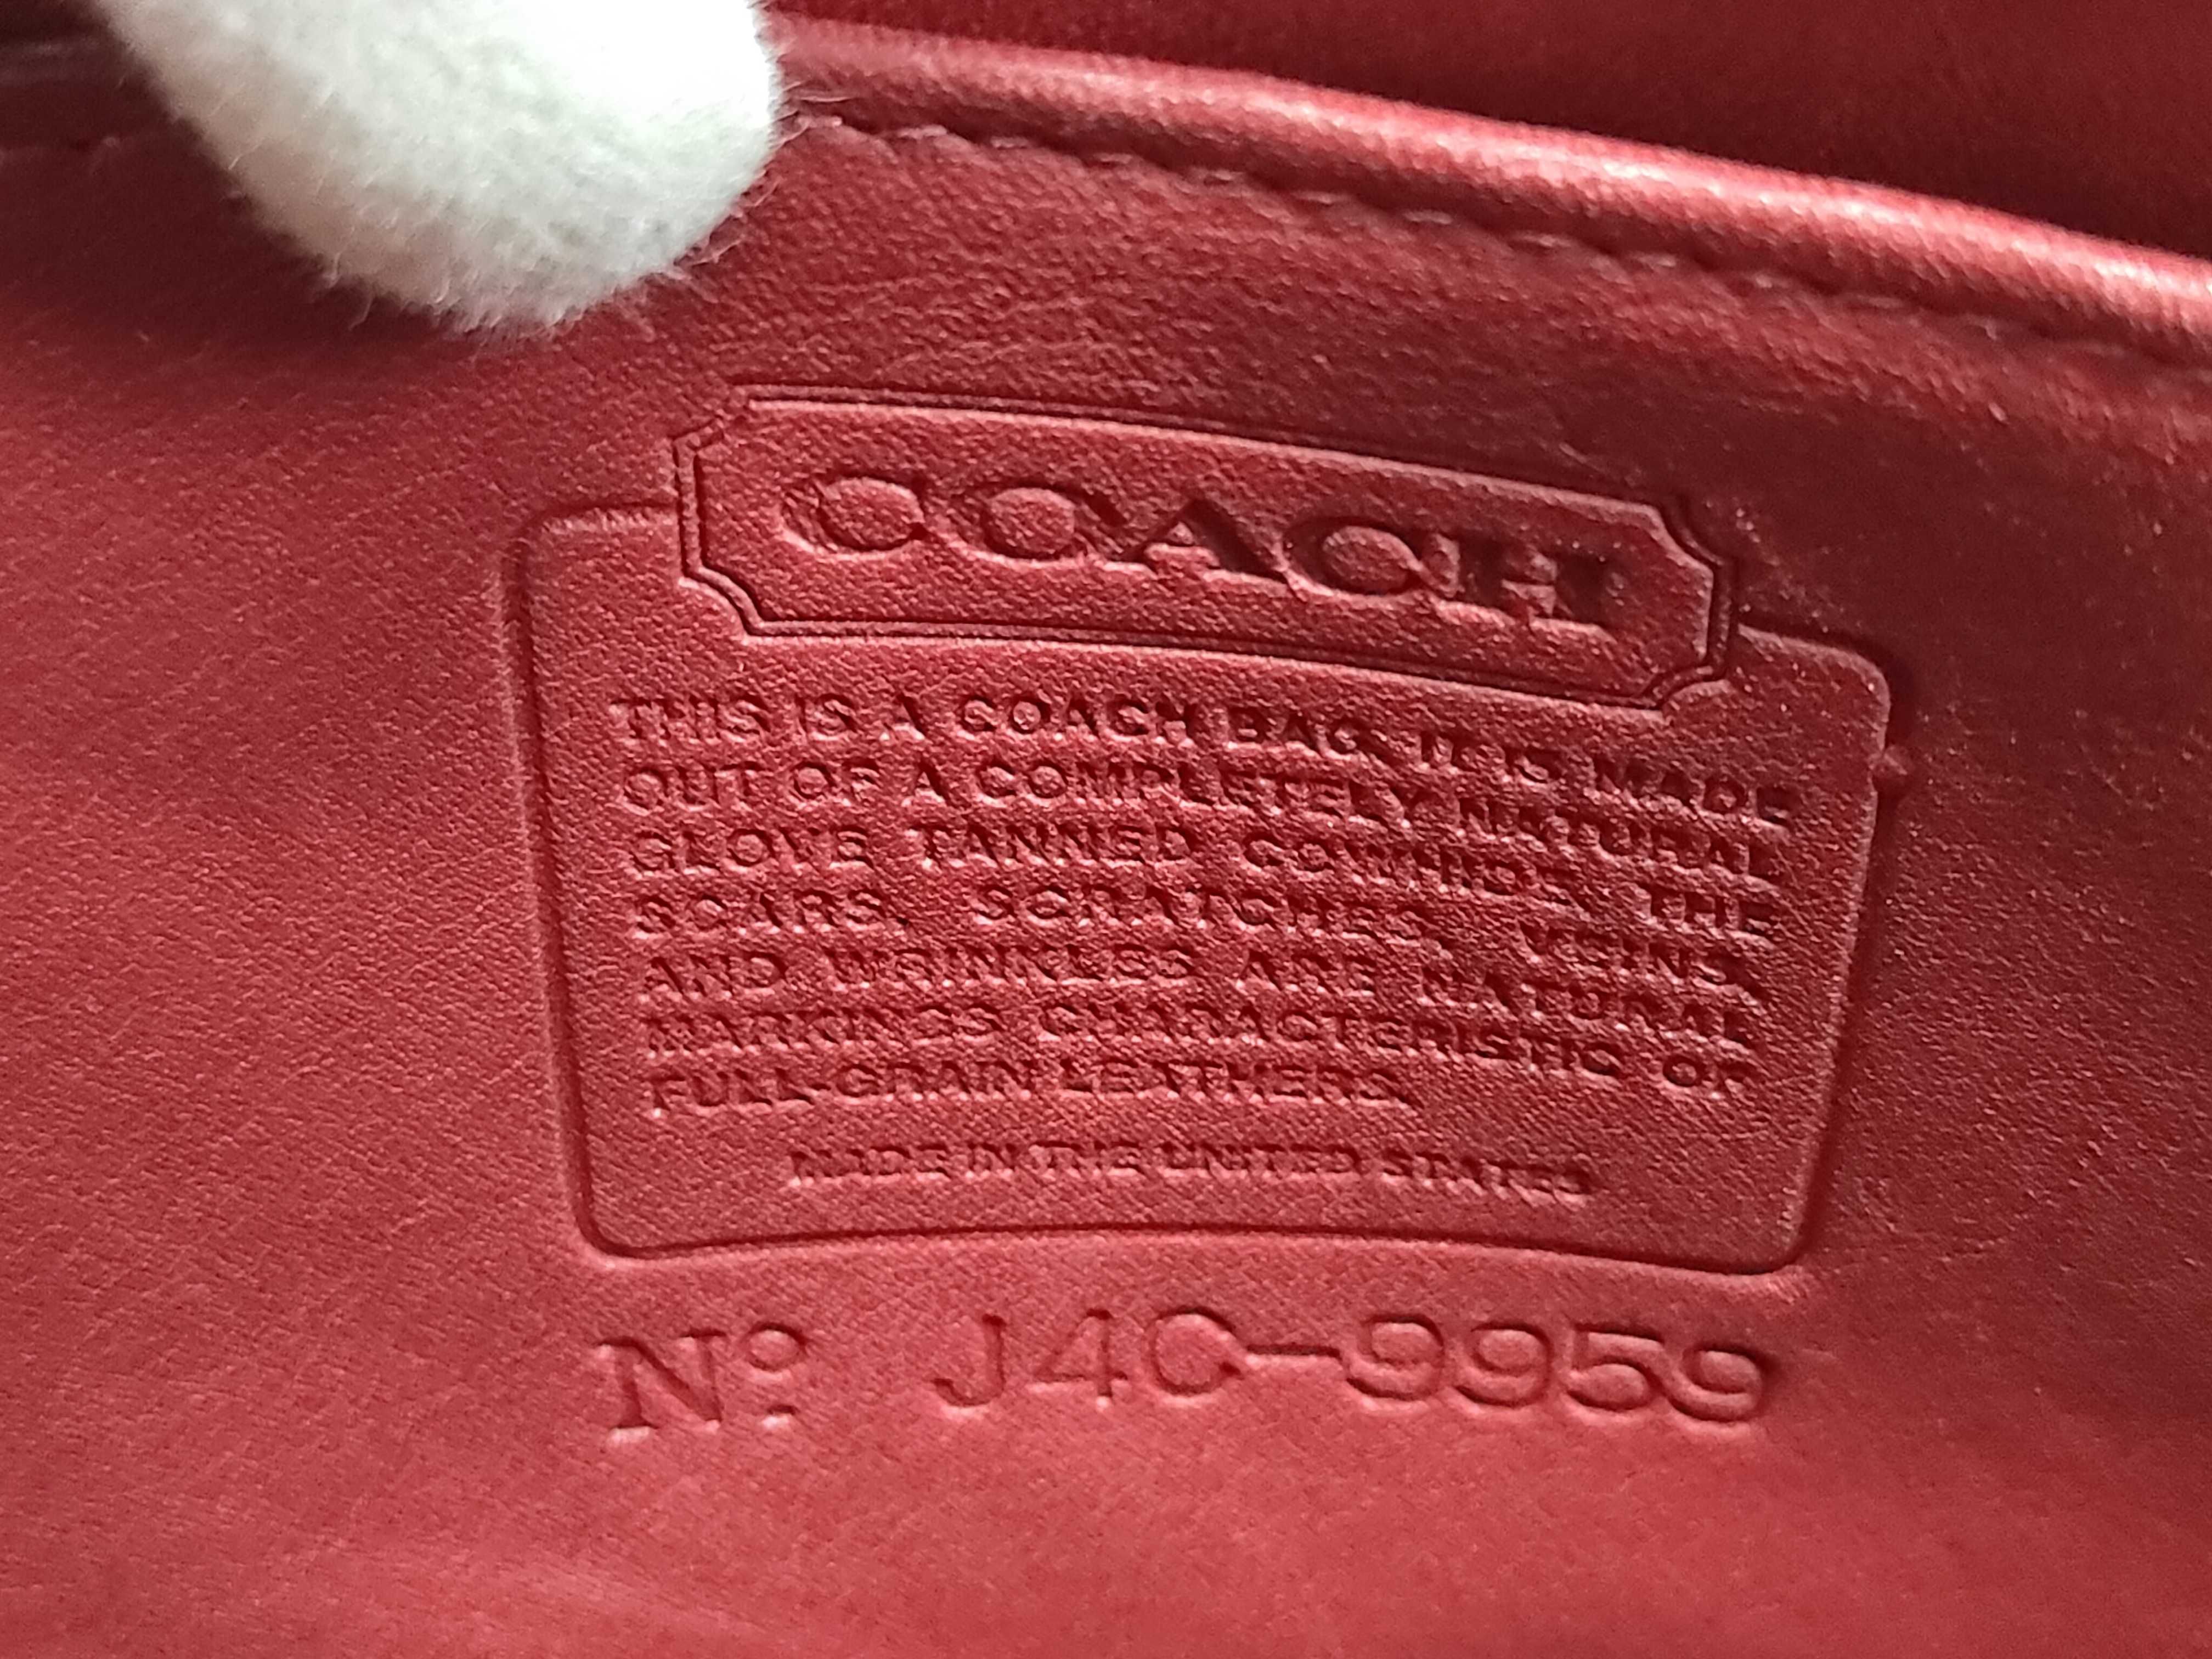 COACH
THIS IS A COACH BAG. IT IS MADE
OUT OF A COMPLETELY NATURAL
GLOVE TANNED COWHIDE. THE
SCARS, SCRATCHES, VEINS,
AND WRINKLES ARE NATURAL
MARKINGS CHARACTERISTIC OF
FULL-GRAIN LEATHERS.
MADE IN THE UNITED STATES
Nº J4C-9959